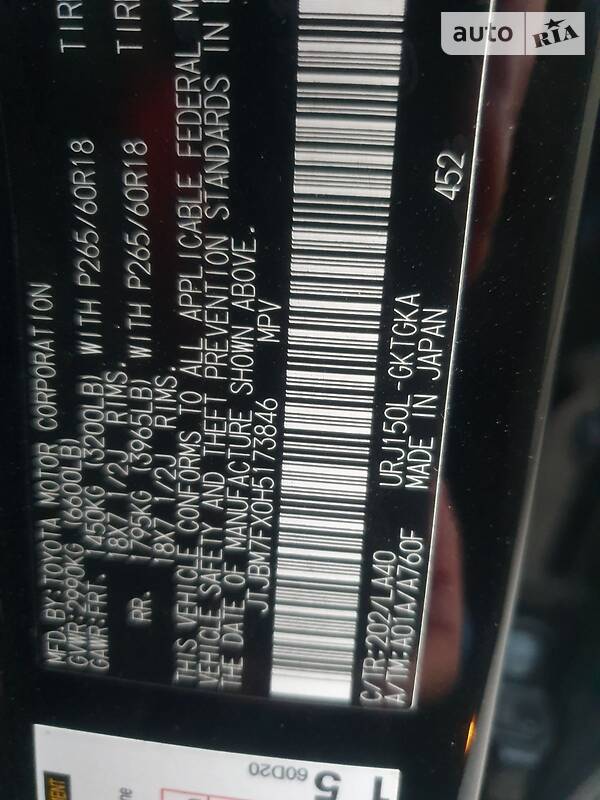 auto RIA
MFD. BY: TOYOTA MOTOR CORPORATION
GVWR: 2990KG (6600LB)
GAWR: FRT. 1450KG (3200LB) WITH P265/60R18 TIRE
18X7 1/2J RIMS.
RR. 1795KG (3965LB) WITH P265/60R18 TIRE
18X7 1/2J RIMS.
THIS VEHICLE CONFORMS TO ALL APPLICABLE FEDERAL
VEHICLE SAFETY AND THEFT PREVENTION STANDARDS IN
THE DATE OF MANUFACTURE SHOWN ABOVE.
JTJBM7FX0H5173846 MPV
C/TR: 202/LA40 URJ150L-GKTGKA
A/TM: A01A/A760F MADE IN JAPAN 452
60D20